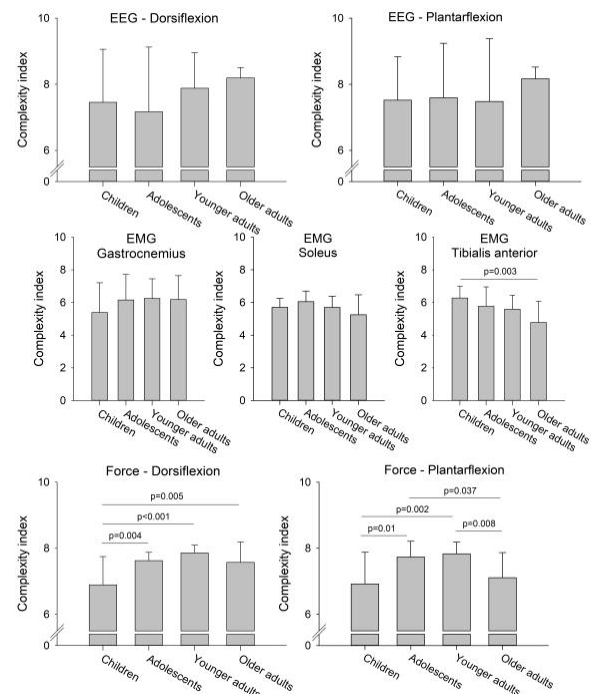 EEG - Dorsiflexion
Complexity index
10
8
6
0
Children
Adolescents
Younger adults
Older adults
EEG - Plantarflexion
Complexity index
10
8
6
0
Children
Adolescents
Younger adults
Older adults
EMG
Gastrocnemius
Complexity index
10
8
6
4
2
0
Children
Adolescents
Younger adults
Older adults
EMG
Soleus
Complexity index
10
8
6
4
2
0
Children
Adolescents
Younger adults
Older adults
EMG
Tibialis anterior
p=0.003
Complexity index
10
8
6
4
2
0
Children
Adolescents
Younger adults
Older adults
Force - Dorsiflexion
p=0.005
p<0.001
p=0.004
Complexity index
10
8
6
0
Children
Adolescents
Younger adults
Older adults
Force - Plantarflexion
p=0.037
p=0.002
p=0.01
p=0.008
Complexity index
10
8
6
0
Children
Adolescents
Younger adults
Older adults